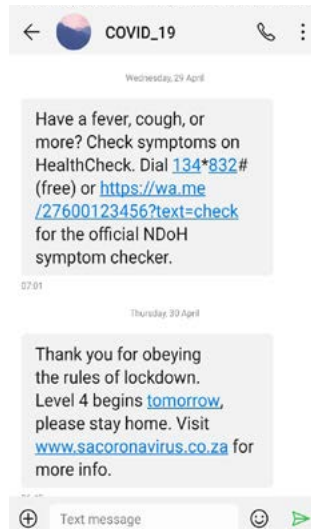 COVID_19
Wednesday, 29 April
Have a fever, cough, or
more? Check symptoms on
HealthCheck. Dial 134*832#
(free) or https://wa.me
/27600123456?text=check
for the official NDoH
symptom checker.
07:01
Thursday, 30 April
Thank you for obeying
the rules of lockdown.
Level 4 begins tomorrow,
please stay home. Visit
www.sacoronavirus.co.za for
more info.
Text message